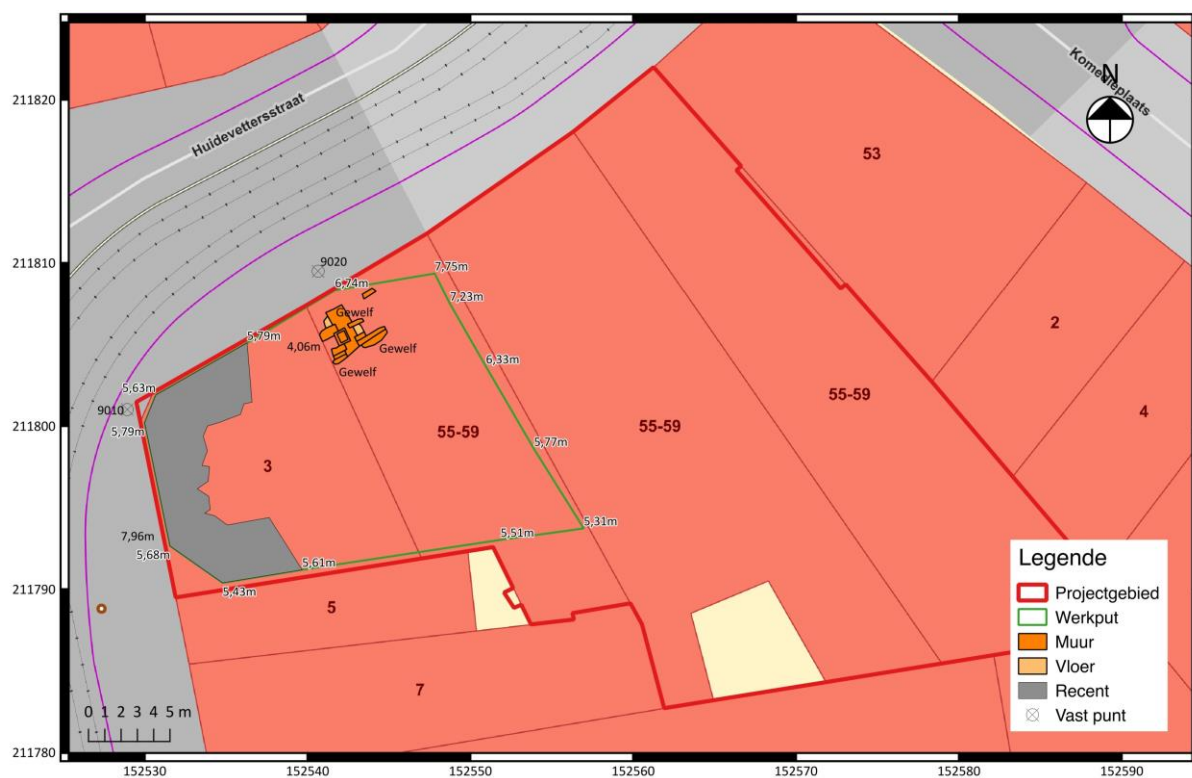 211820
211810
211800
211790
211780
152530
152540
152550
152560
152570
152580
152590
Huidevettersstraat
Komedieplaats
N
53
9020
7,75m
6,74m
7,23m
Gewelf
5,79m
4,06m
Gewelf
6,33m
Gewelf
2
5,63m
9010
5,79m
55-59
55-59
55-59
4
5,77m
3
7,96m
5,68m
5,51m
5,31m
5,61m
5,43m
5
7
0 1 2 3 4 5 m
Legende
Projectgebied
Werkput
Muur
Vloer
Recent
Vast punt